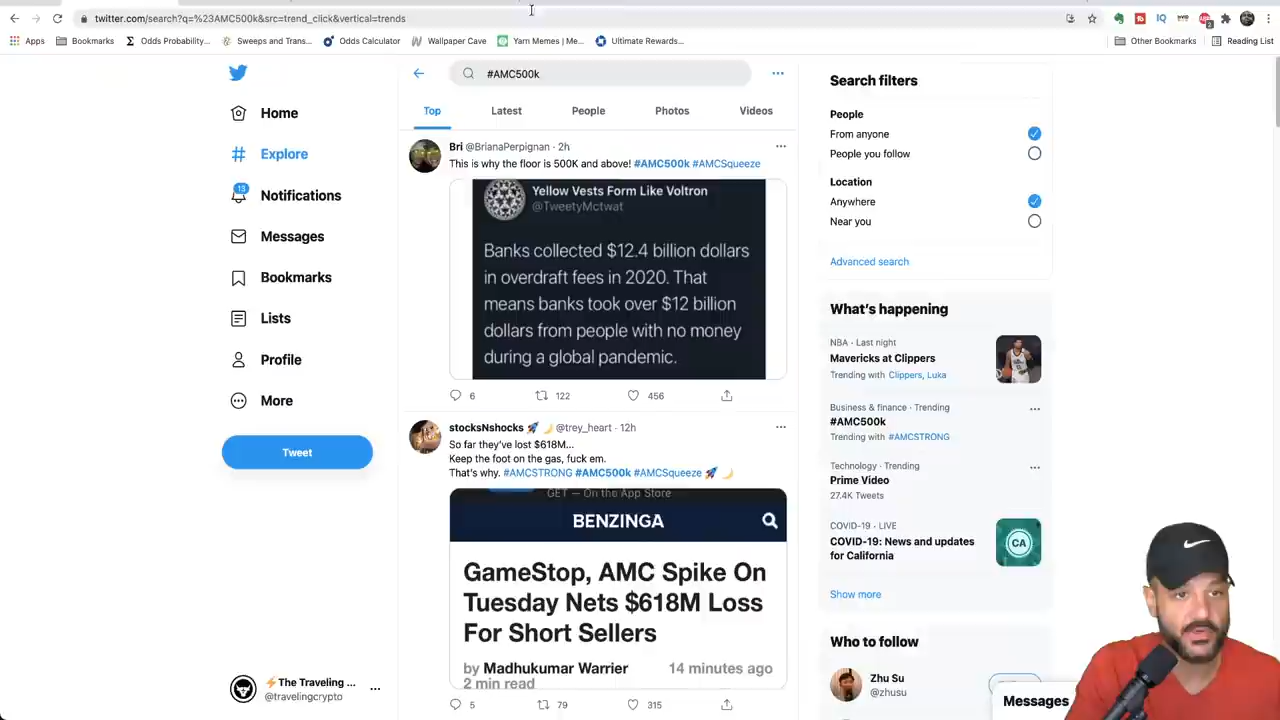 twitter.com/search?q=%23AMC500k&src=trend_click&vertical=trends
Apps
Bookmarks
Odds Probability...
Sweeps and Trans...
Odds Calculator
Wallpaper Cave
Yarn Memes | Me...
Ultimate Rewards...
Other Bookmarks
Reading List
Home
Explore
13
Notifications
Messages
Bookmarks
Lists
Profile
More
Tweet
⚡The Traveling ...
@travelingcrypto
#AMC500k
Top
Latest
People
Photos
Videos
Bri @BrianaPerpignan · 2h
This is why the floor is 500K and above! #AMC500k #AMCSqueeze
Yellow Vests Form Like Voltron
@TweetyMctwat
Banks collected $12.4 billion dollars
in overdraft fees in 2020. That
means banks took over $12 billion
dollars from people with no money
during a global pandemic.
6
122
456
stocksNshocks 🚀 🌙 @trey_heart · 12h
So far they've lost $618M...
Keep the foot on the gas, fuck em.
That's why. #AMCSTRONG #AMC500k #AMCSqueeze 🚀 🌙
GET — On the App Store
BENZINGA
GameStop, AMC Spike On
Tuesday Nets $618M Loss
For Short Sellers
by Madhukumar Warrier
14 minutes ago
2 min read
5
79
315
Search filters
People
From anyone
People you follow
Location
Anywhere
Near you
Advanced search
What's happening
NBA · Last night
Mavericks at Clippers
Trending with Clippers, Luka
Business & finance · Trending
#AMC500k
Trending with #AMCSTRONG
Technology · Trending
Prime Video
27.4K Tweets
COVID-19 · LIVE
COVID-19: News and updates
for California
CA
Show more
Who to follow
Zhu Su
@zhusu
Messages